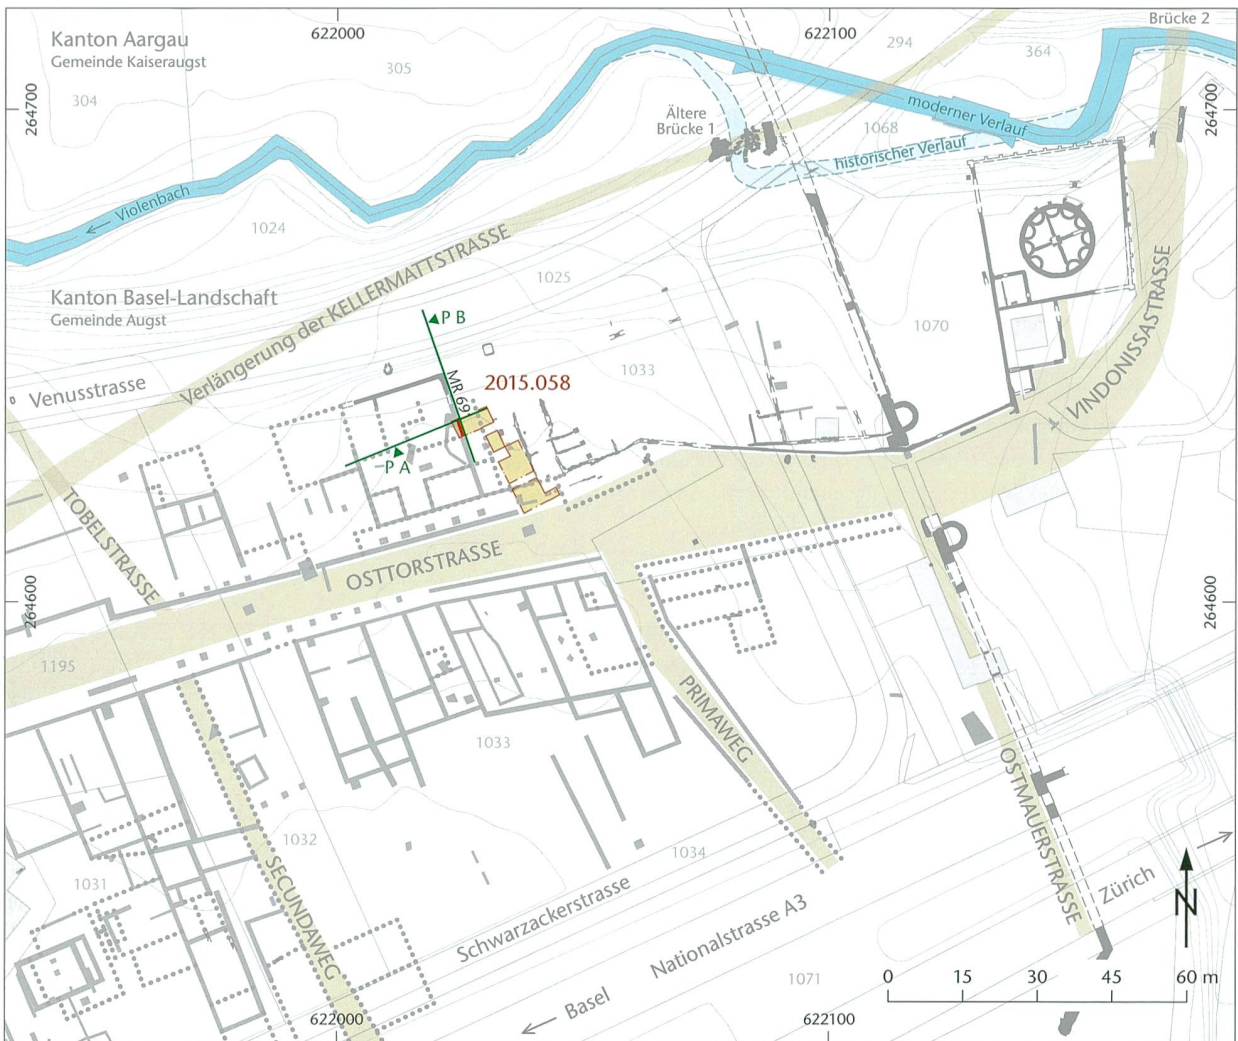 622000
622100
Brücke 2
Kanton Aargau
Gemeinde Kaiseraugst
294
364
305
304
264700
264700
Ältere
Brücke 1
moderner Verlauf
1068
historischer Verlauf
Violenbach
1024
Kanton Basel-Landschaft
Gemeinde Augst
Verlängerung der KELLERMATTSTRASSE
1025
VINDONISSASTRASSE
P B
1070
Venusstrasse
MR 69
2015.058
1033
P A
TOBELSTRASSE
OSTTORSTRASSE
264600
264600
1195
PRIMAWEG
1033
OSTMAUERSTRASSE
1032
1034
1031
SECUNDAWEG
Schwarzackerstrasse
Nationalstrasse A3
Zürich
N
1071
0 15 30 45 60 m
Basel
622000
622100